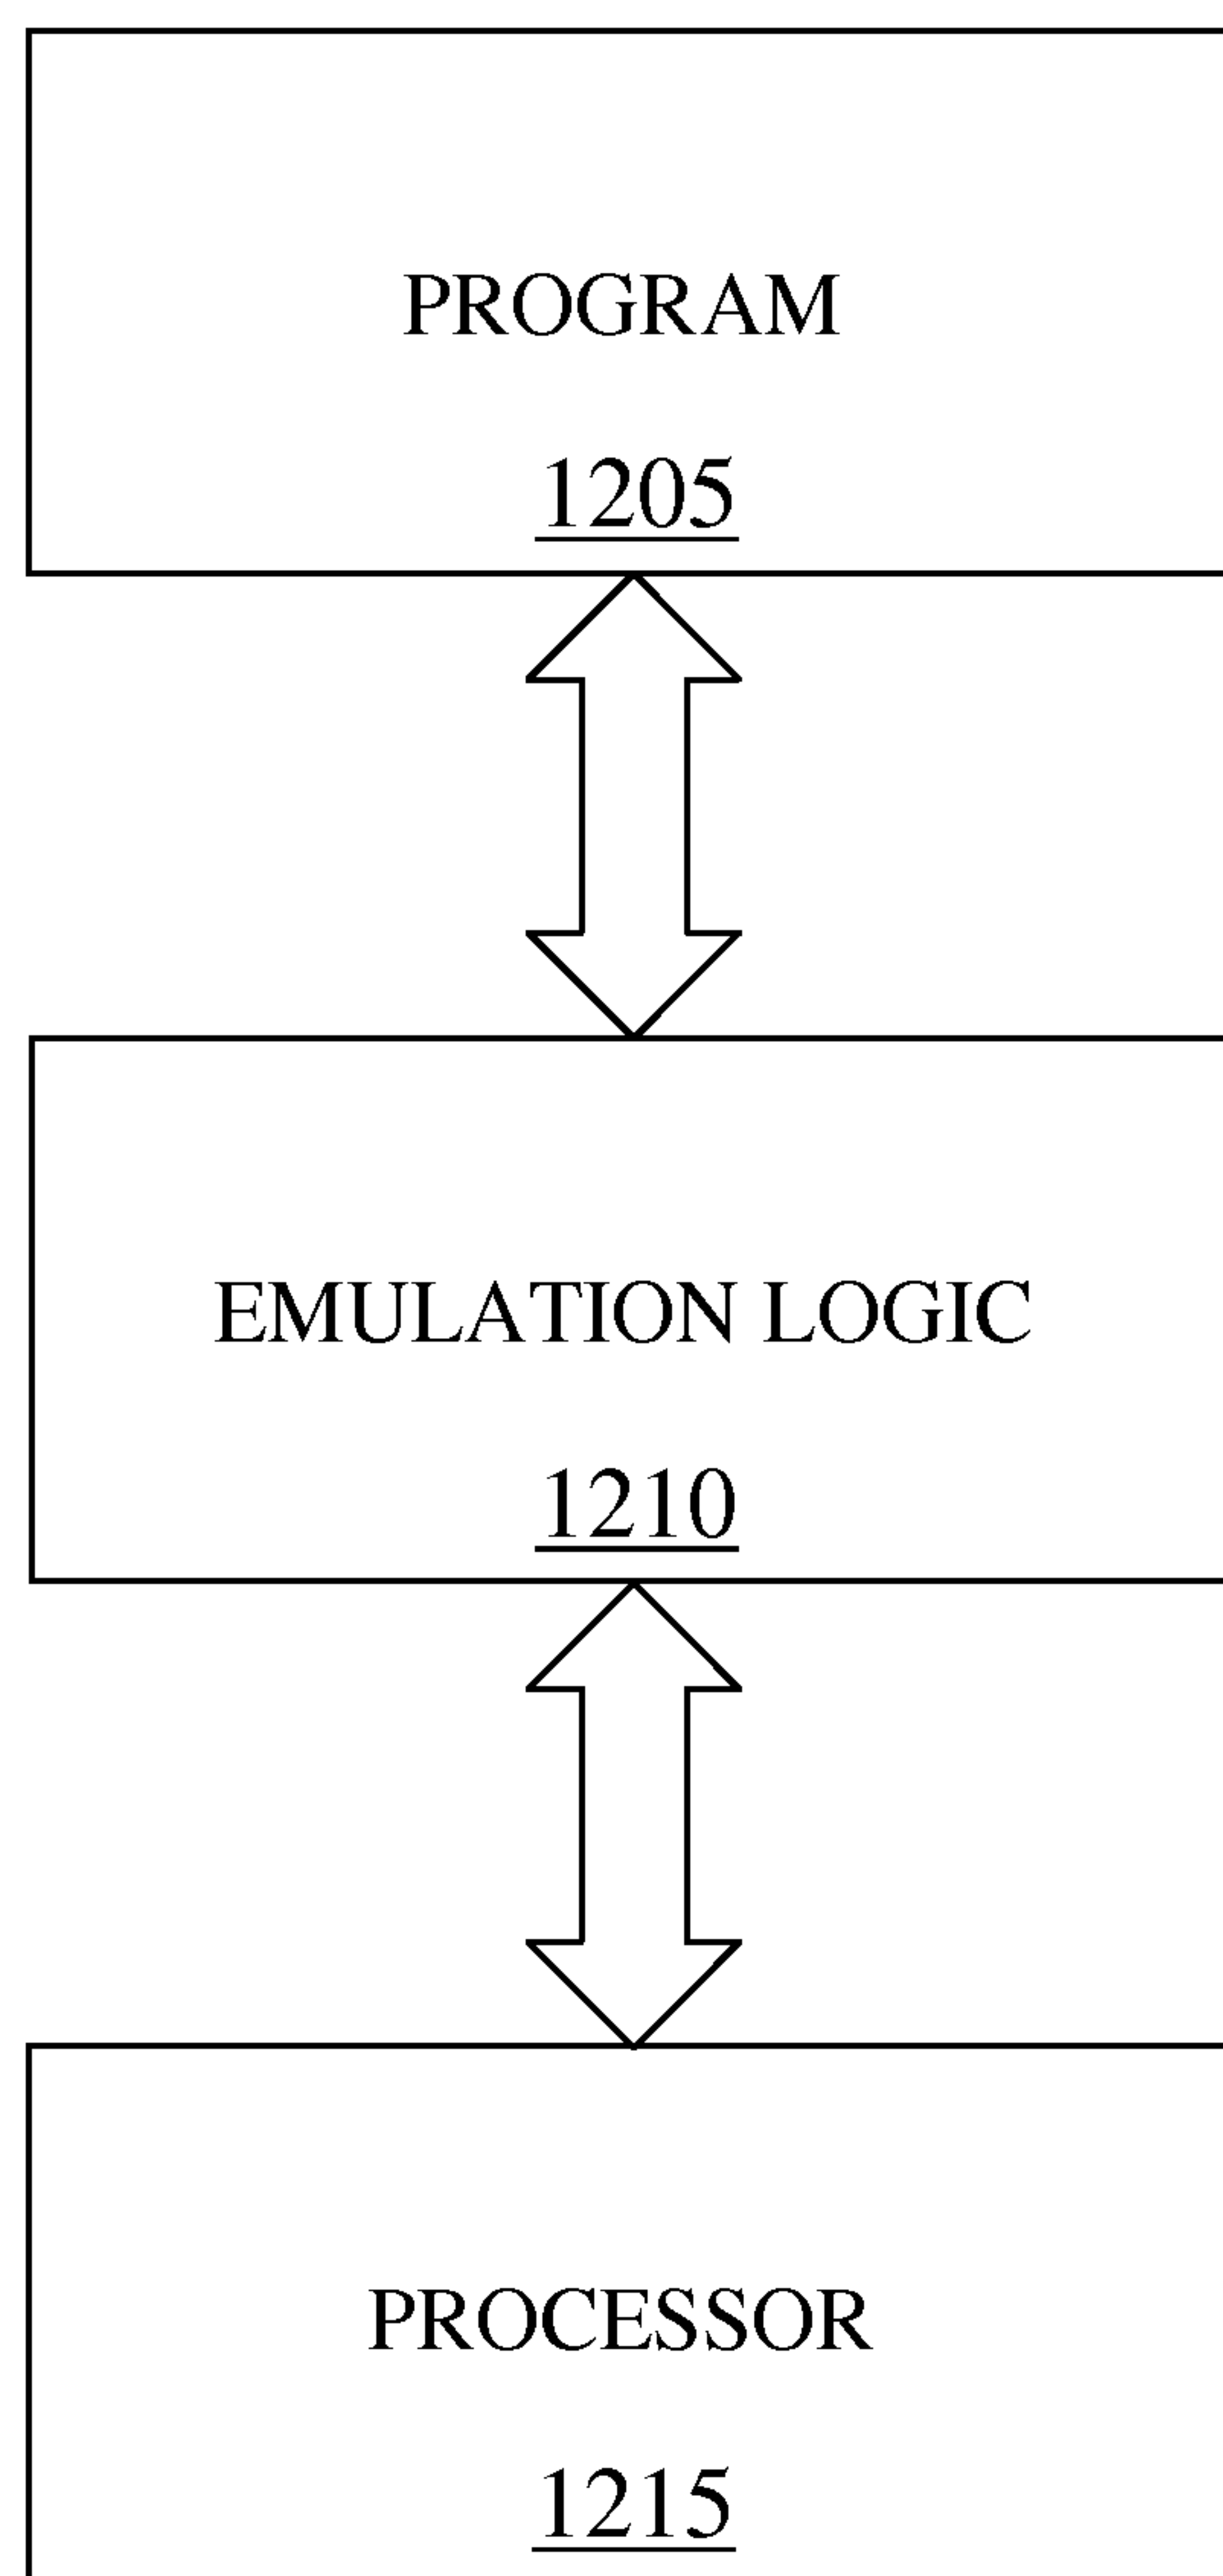 PROGRAM
1205
EMULATION LOGIC
1210
PROCESSOR
1215